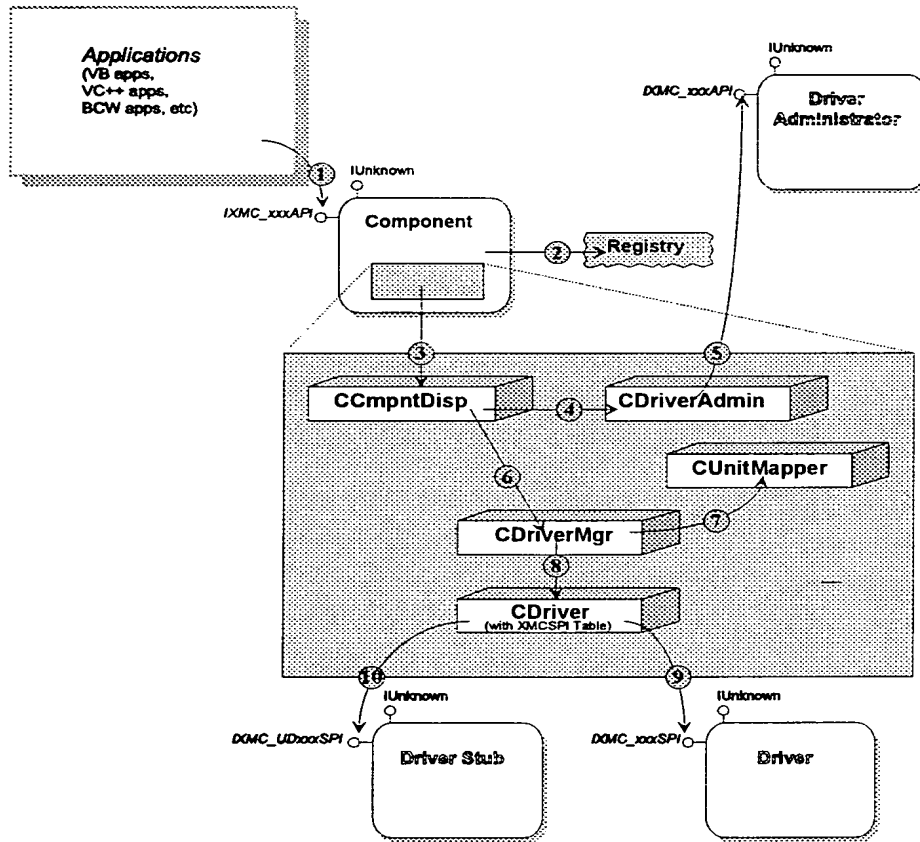 Applications
(VB apps,
VC++ apps,
BCW apps, etc)
IUnknown
IXMC_xxxAPI
Driver
Administrator
1
IUnknown
IXMC_xxxAPI
Component
2
Registry
3
5
CCmpntDisp
4
CDriverAdmin
CUnitMapper
6
7
CDriverMgr
8
CDriver
(with XMCSPI Table)
10
9
IUnknown
IUnknown
IXMC_UDxxxSPI
IXMC_xxxSPI
Driver Stub
Driver